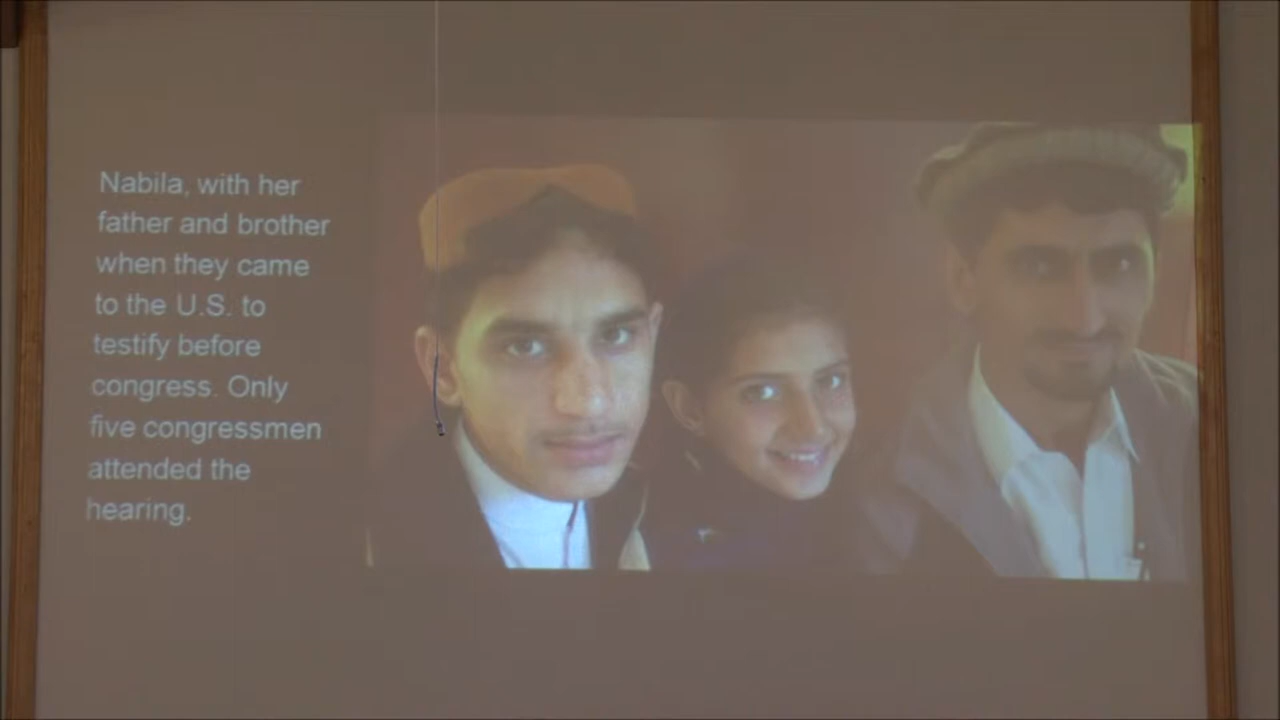 Nabila, with her
father and brother
when they came
to the U.S. to
testify before
congress. Only
five congressmen
attended the
hearing.